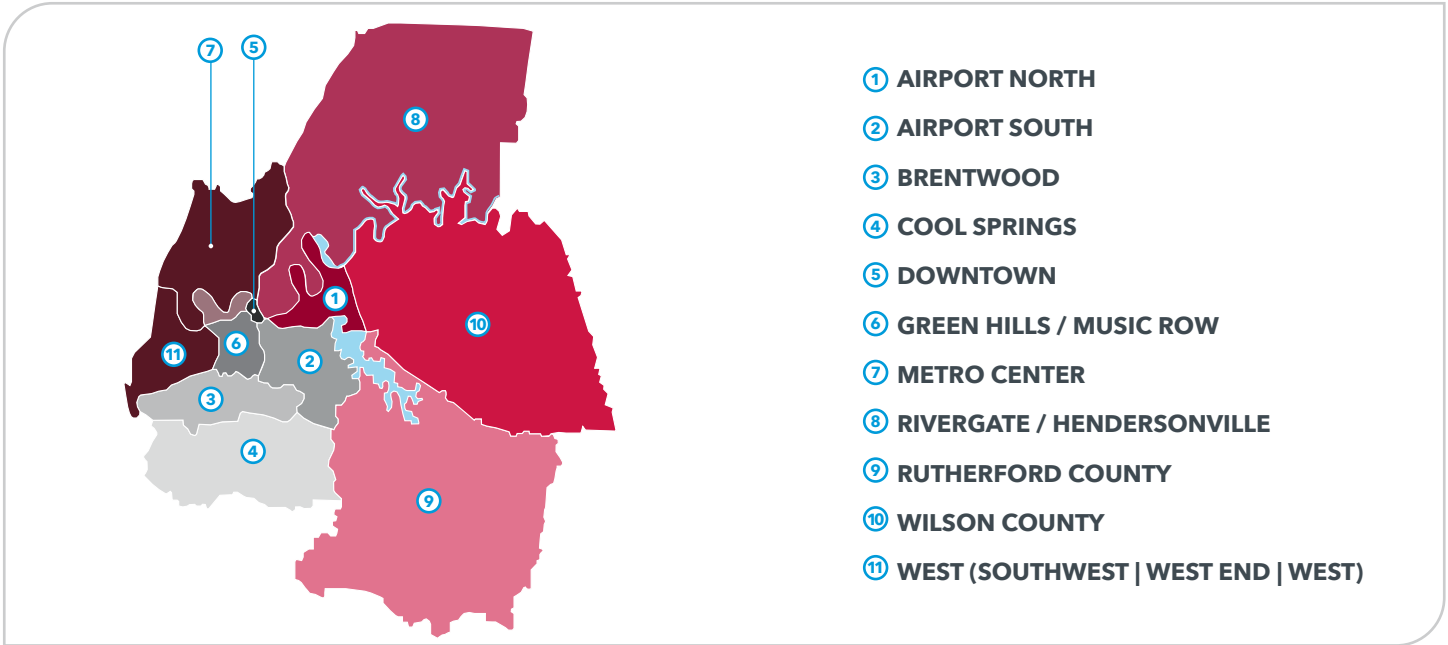 7
5
8
1
10
11
6
2
3
4
9
1 AIRPORT NORTH
2 AIRPORT SOUTH
3 BRENTWOOD
4 COOL SPRINGS
5 DOWNTOWN
6 GREEN HILLS / MUSIC ROW
7 METRO CENTER
8 RIVERGATE / HENDERSONVILLE
9 RUTHERFORD COUNTY
10 WILSON COUNTY
11 WEST (SOUTHWEST | WEST END | WEST)